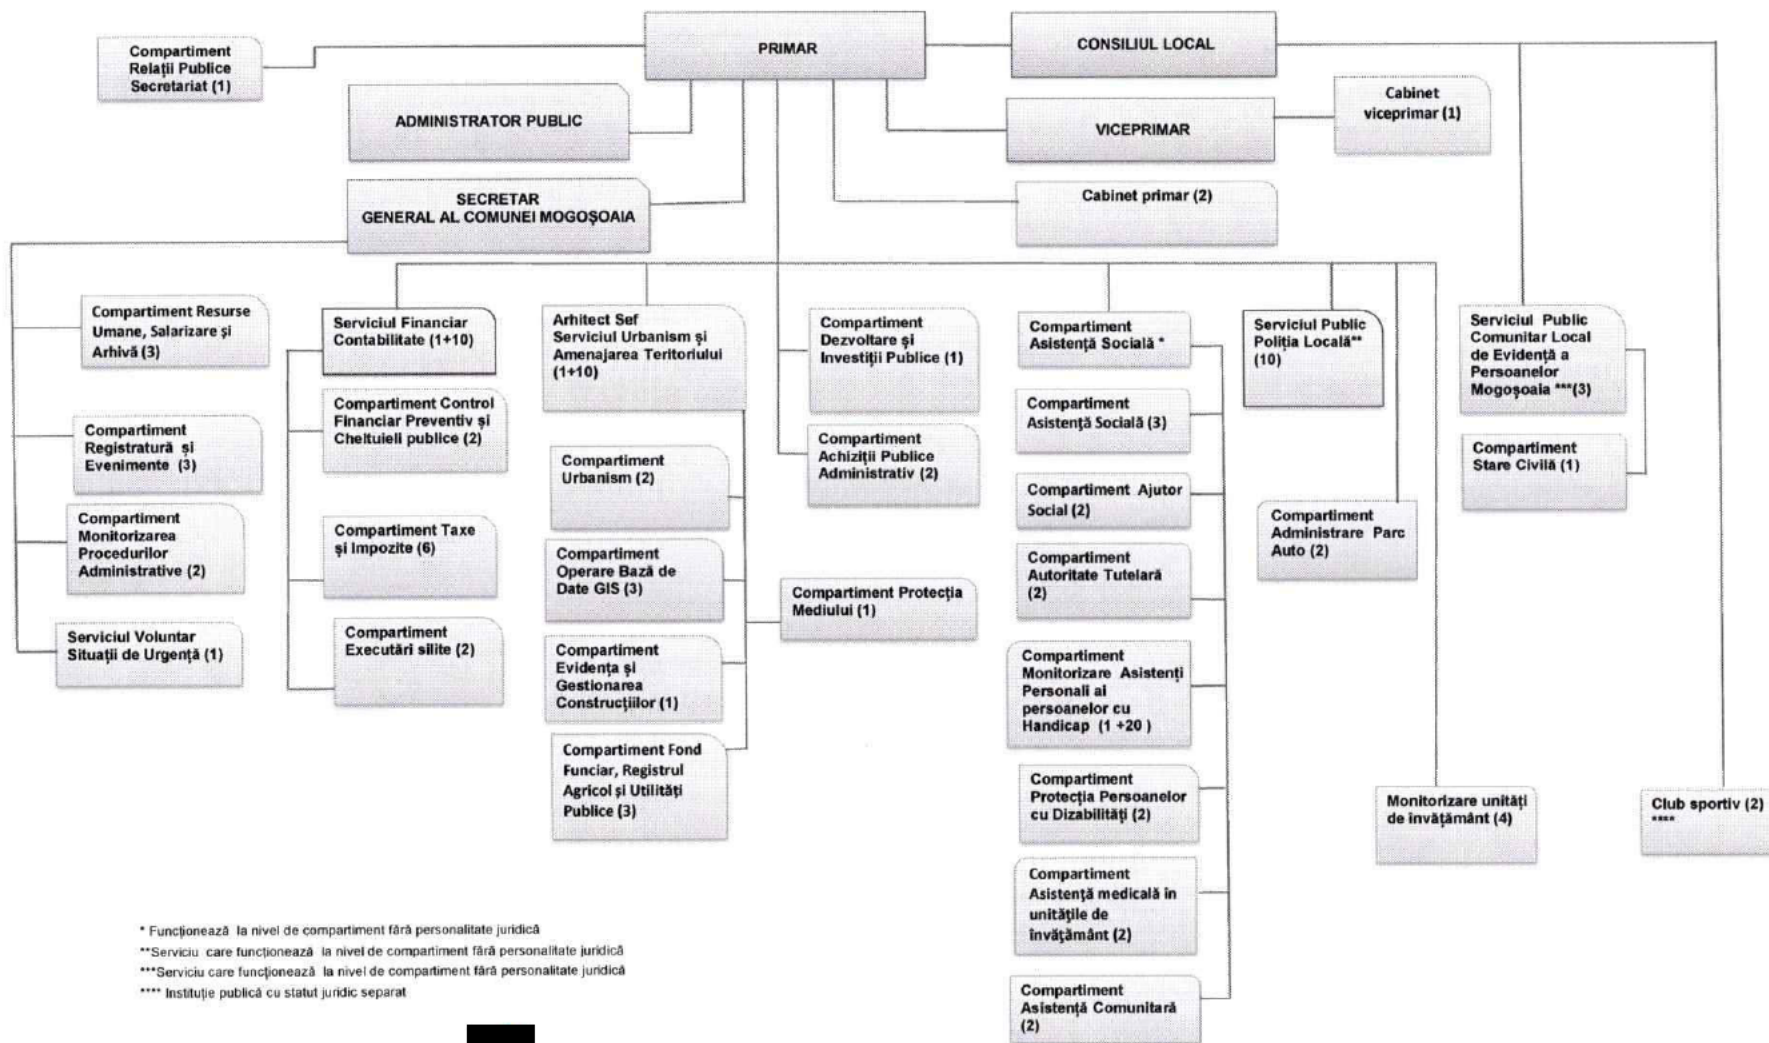 Compartiment
Relații Publice
Secretariat (1)
PRIMAR
CONSILIUL LOCAL
ADMINISTRATOR PUBLIC
VICEPRIMAR
Cabinet
viceprimar (1)
SECRETAR
GENERAL AL COMUNEI MOGOȘOAIA
Cabinet primar (2)
Compartiment Resurse
Umane, Salarizare și
Arhivă (3)
Compartiment
Registratură și
Evenimente (3)
Compartiment
Monitorizarea
Procedurilor
Administrative (2)
Serviciul Voluntar
Situații de Urgență (1)
Serviciul Financiar
Contabilitate (1+10)
Compartiment Control
Financiar Preventiv și
Cheltuieli publice (2)
Compartiment Taxe
și Impozite (6)
Compartiment
Executări silite (2)
Arhitect Sef
Serviciul Urbanism și
Amenajarea Teritoriului
(1+10)
Compartiment
Urbanism (2)
Compartiment
Operare Bază de
Date GIS (3)
Compartiment
Evidența și
Gestionarea
Construcțiilor (1)
Compartiment Fond
Funciar, Registrul
Agricol și Utilități
Publice (3)
Compartiment
Dezvoltare și
Investiții Publice (1)
Compartiment
Achiziții Publice
Administrativ (2)
Compartiment Protecția
Mediului (1)
Compartiment
Asistență Socială *
Compartiment
Asistență Socială (3)
Compartiment Ajutor
Social (2)
Compartiment
Autoritate Tutelară
(2)
Compartiment
Monitorizare Asistenți
Personali ai
persoanelor cu
Handicap (1 +20 )
Compartiment
Protecția Persoanelor
cu Dizabilități (2)
Compartiment
Asistență medicală în
unitățile de
învățământ (2)
Compartiment
Asistență Comunitară
(2)
Serviciul Public
Poliția Locală**
(10)
Compartiment
Administrare Parc
Auto (2)
Monitorizare unități
de învățământ (4)
Serviciul Public
Comunitar Local
de Evidență a
Persoanelor
Mogoșoaia ***(3)
Compartiment
Stare Civilă (1)
Club sportiv (2)
****
* Funcționează la nivel de compartiment fără personalitate juridică
**Serviciu care funcționează la nivel de compartiment fără personalitate juridică
***Serviciu care funcționează la nivel de compartiment fără personalitate juridică
**** Instituție publică cu statut juridic separat